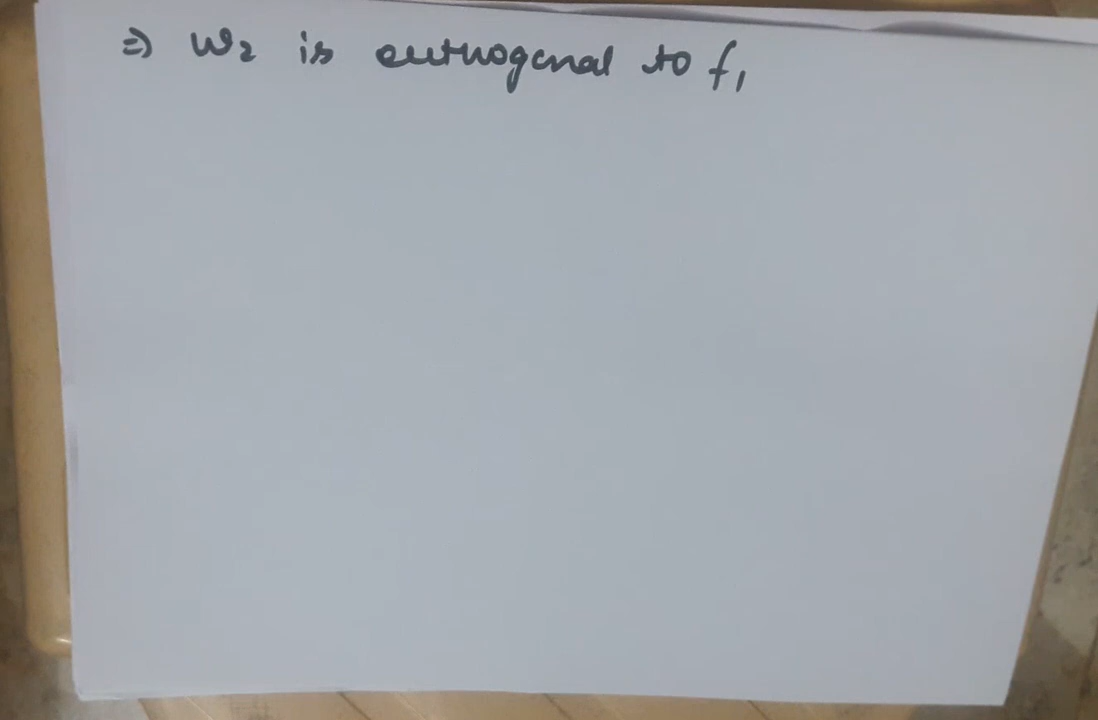 ⇒ w₂ is orthogonal to f₁